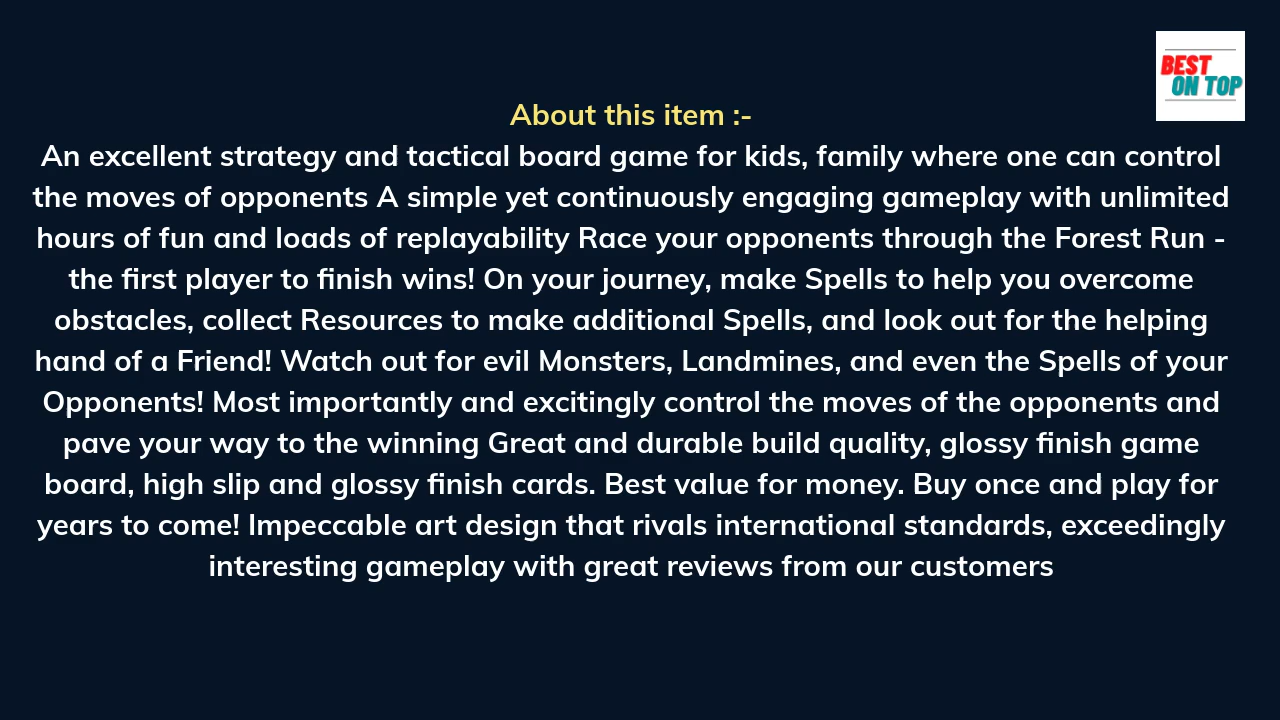 BEST
ON TOP
About this item :-
An excellent strategy and tactical board game for kids, family where one can control
the moves of opponents A simple yet continuously engaging gameplay with unlimited
hours of fun and loads of replayability Race your opponents through the Forest Run -
the first player to finish wins! On your journey, make Spells to help you overcome
obstacles, collect Resources to make additional Spells, and look out for the helping
hand of a Friend! Watch out for evil Monsters, Landmines, and even the Spells of your
Opponents! Most importantly and excitingly control the moves of the opponents and
pave your way to the winning Great and durable build quality, glossy finish game
board, high slip and glossy finish cards. Best value for money. Buy once and play for
years to come! Impeccable art design that rivals international standards, exceedingly
interesting gameplay with great reviews from our customers